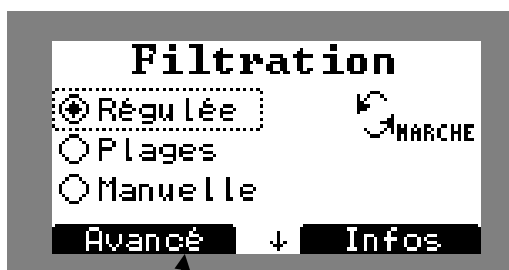 Filtration
Régulée
MARCHE
Plages
Manuelle
Avancé ↓ Infos